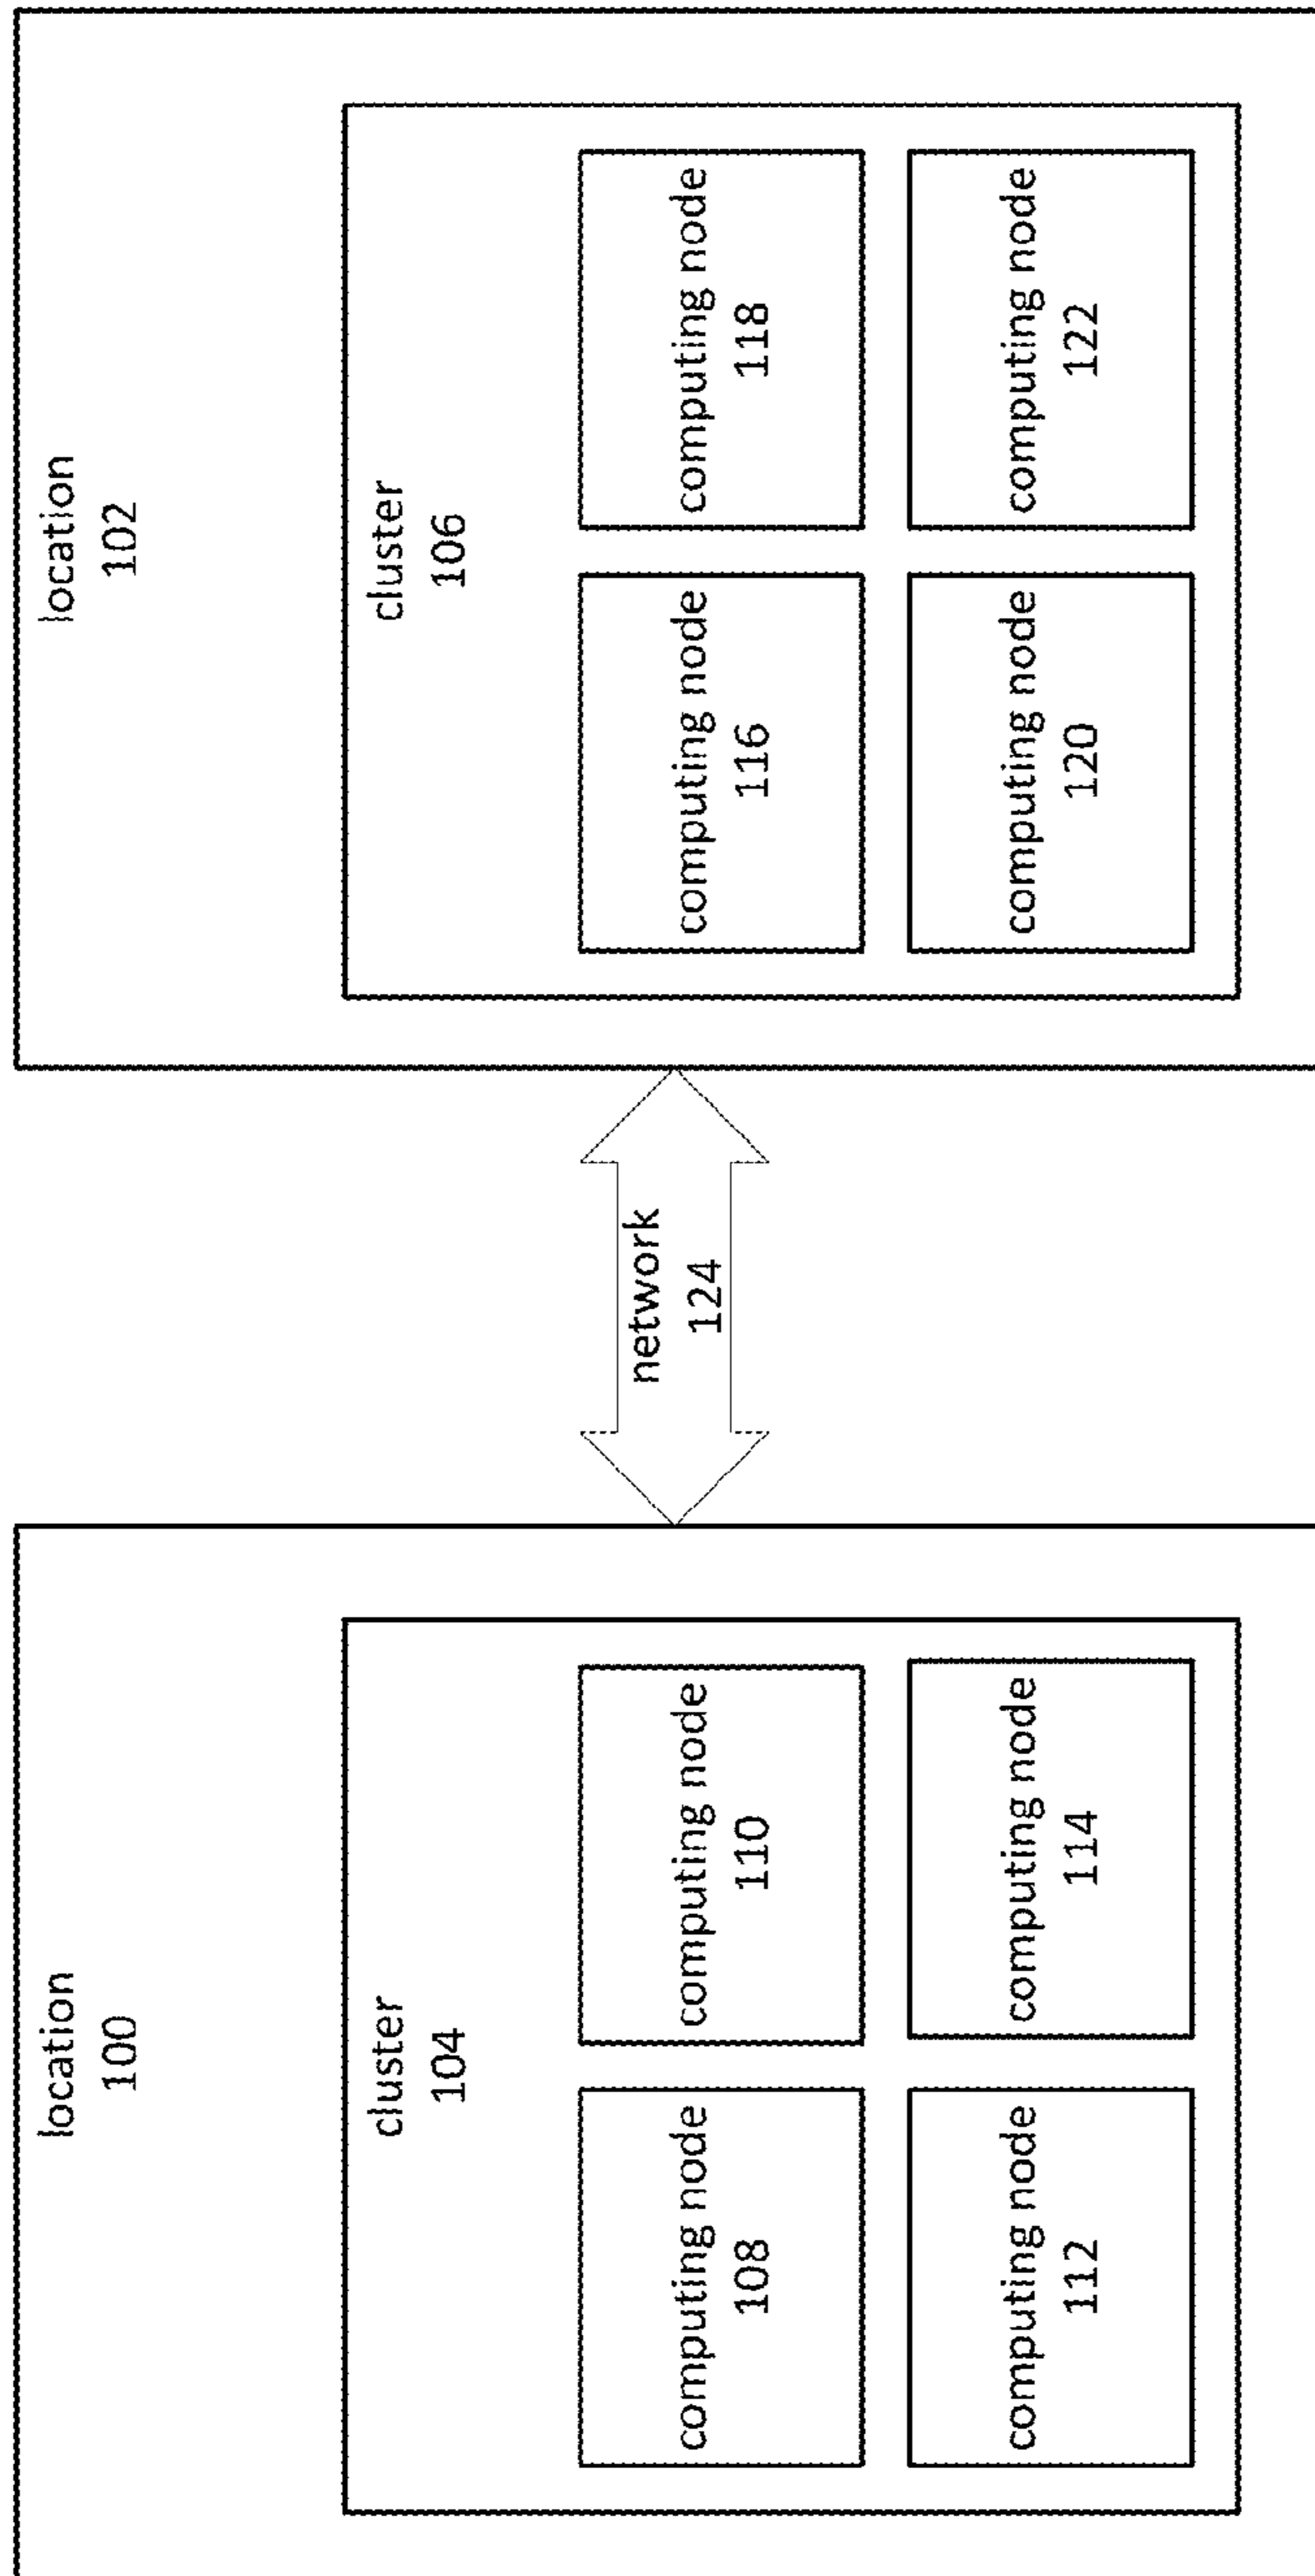 location
100
cluster
104
computing node
108
computing node
110
computing node
112
computing node
114
network
124
location
102
cluster
106
computing node
116
computing node
118
computing node
120
computing node
122